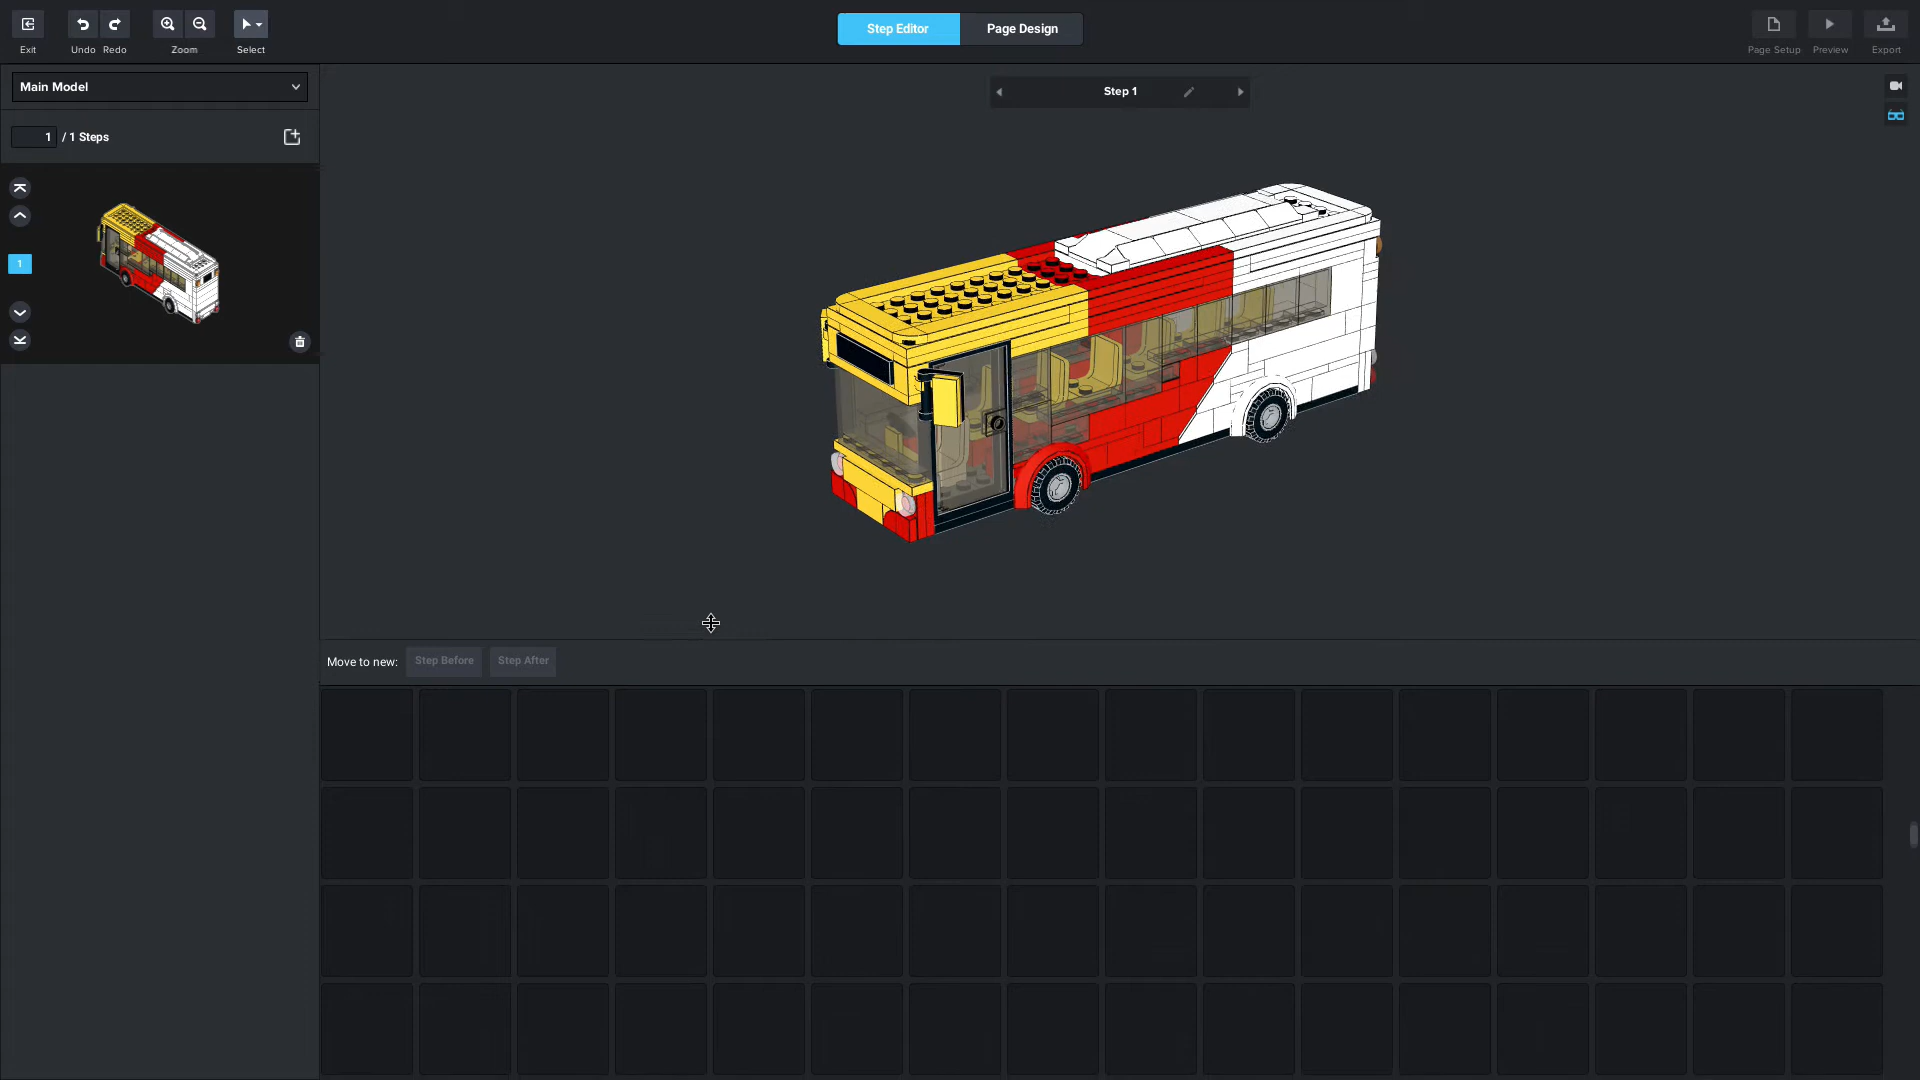 Exit
Undo
Redo
Zoom
Select
Step Editor
Page Design
Page Setup
Preview
Export
Main Model
1 / 1 Steps
Step 1
1
Move to new:
Step Before
Step After